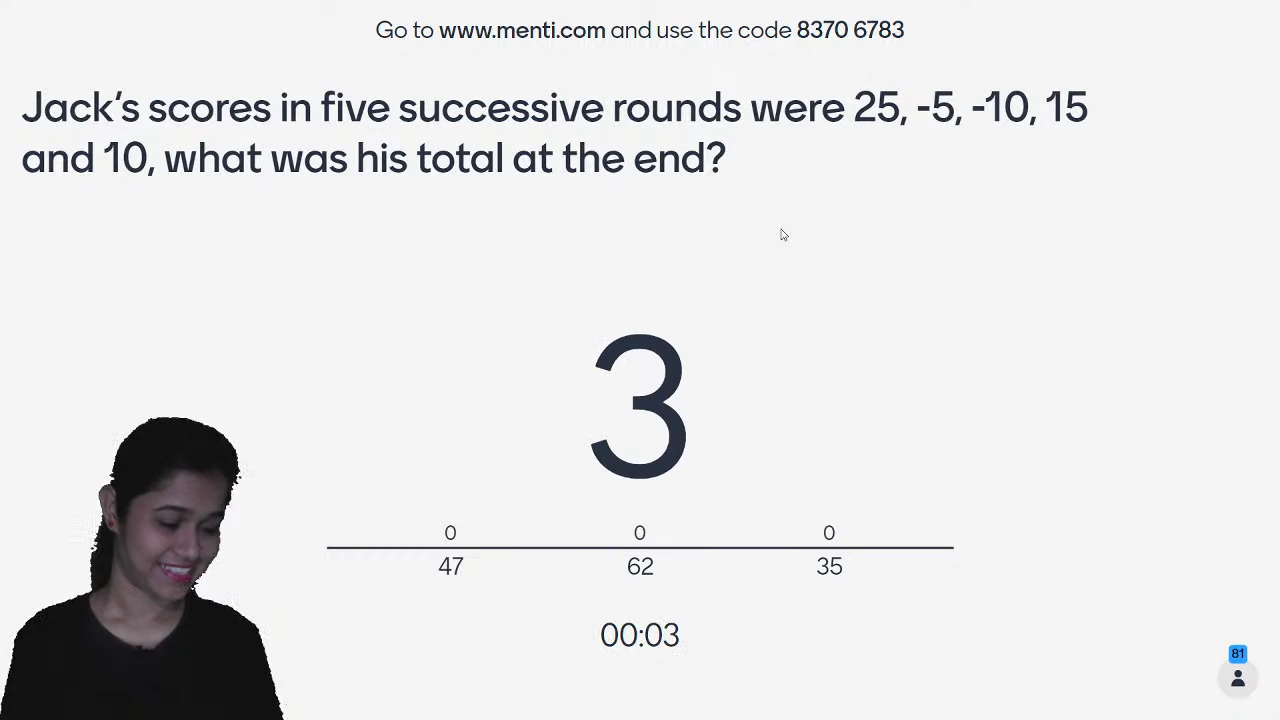 Go to www.menti.com and use the code 8370 6783
Jack's scores in five successive rounds were 25, -5, -10, 15
and 10, what was his total at the end?
3
0 0 0
47 62 35
00:03
81